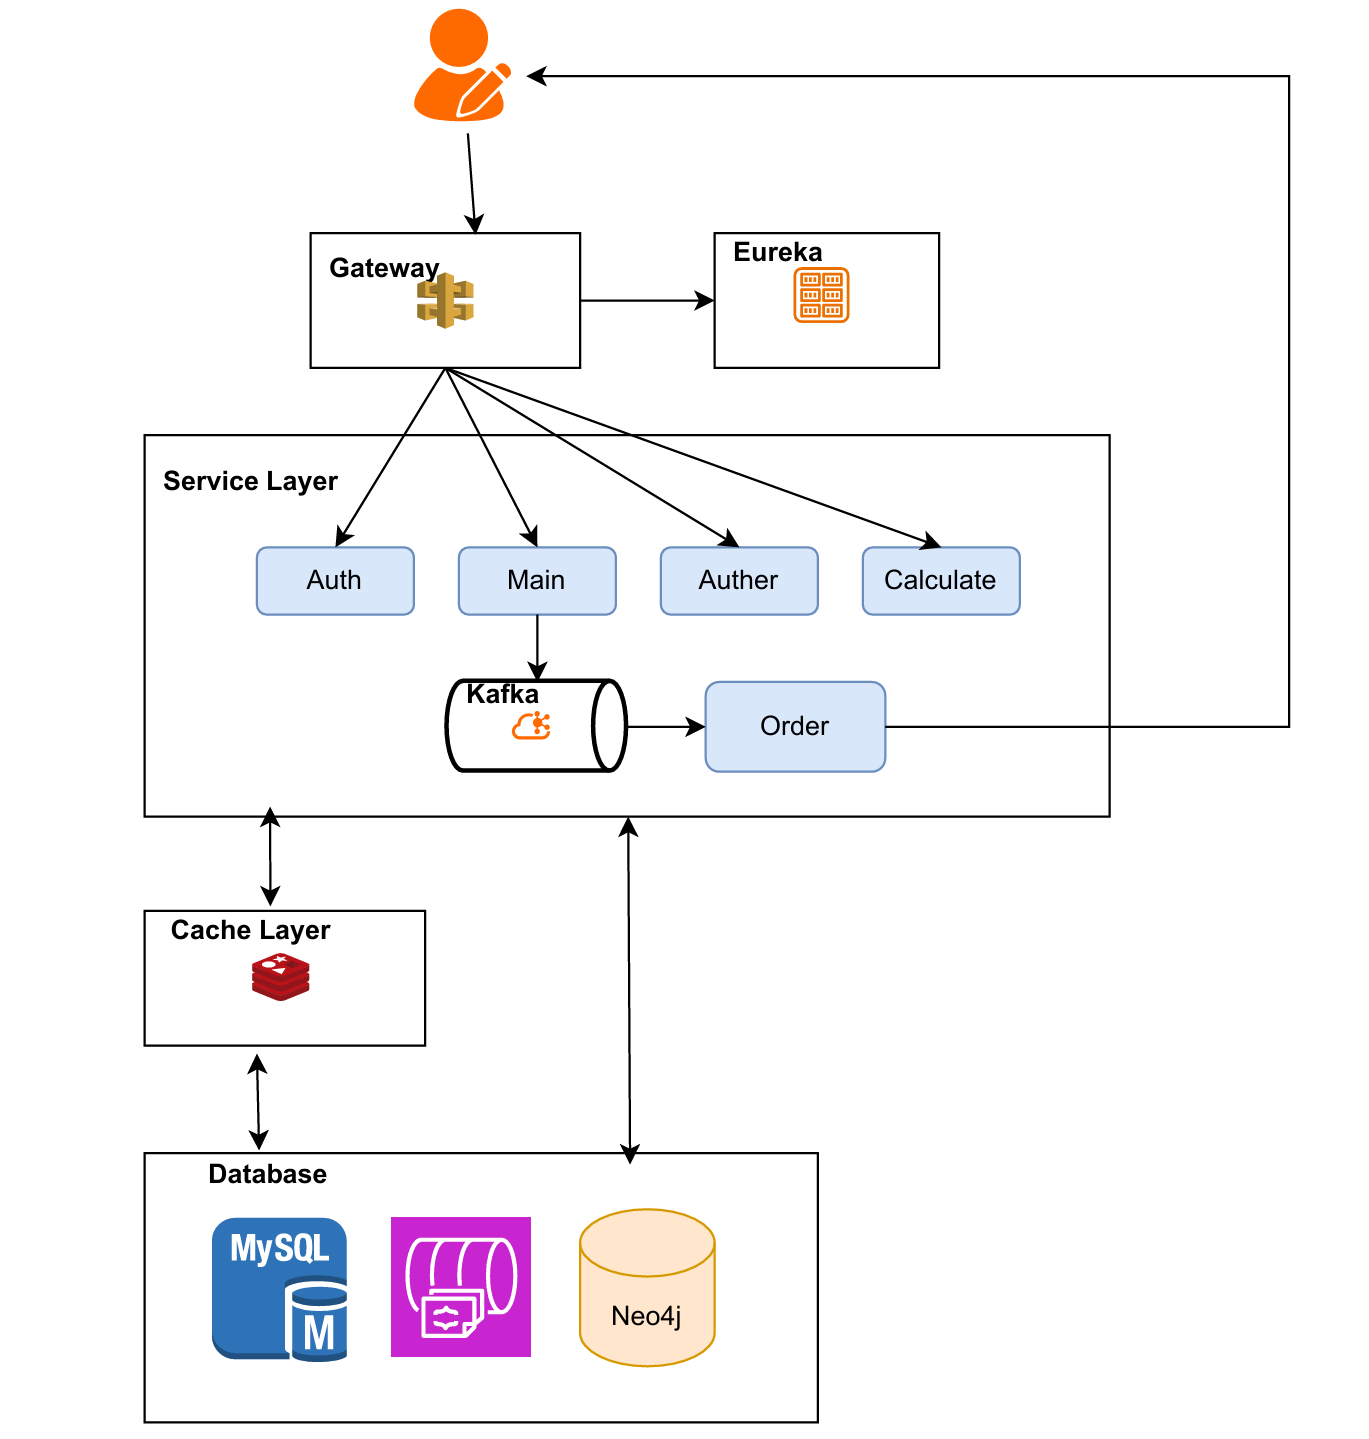 Gateway
Eureka
Service Layer
Auth
Main
Auther
Calculate
Kafka
Order
Cache Layer
Database
MySQL
M
Neo4j